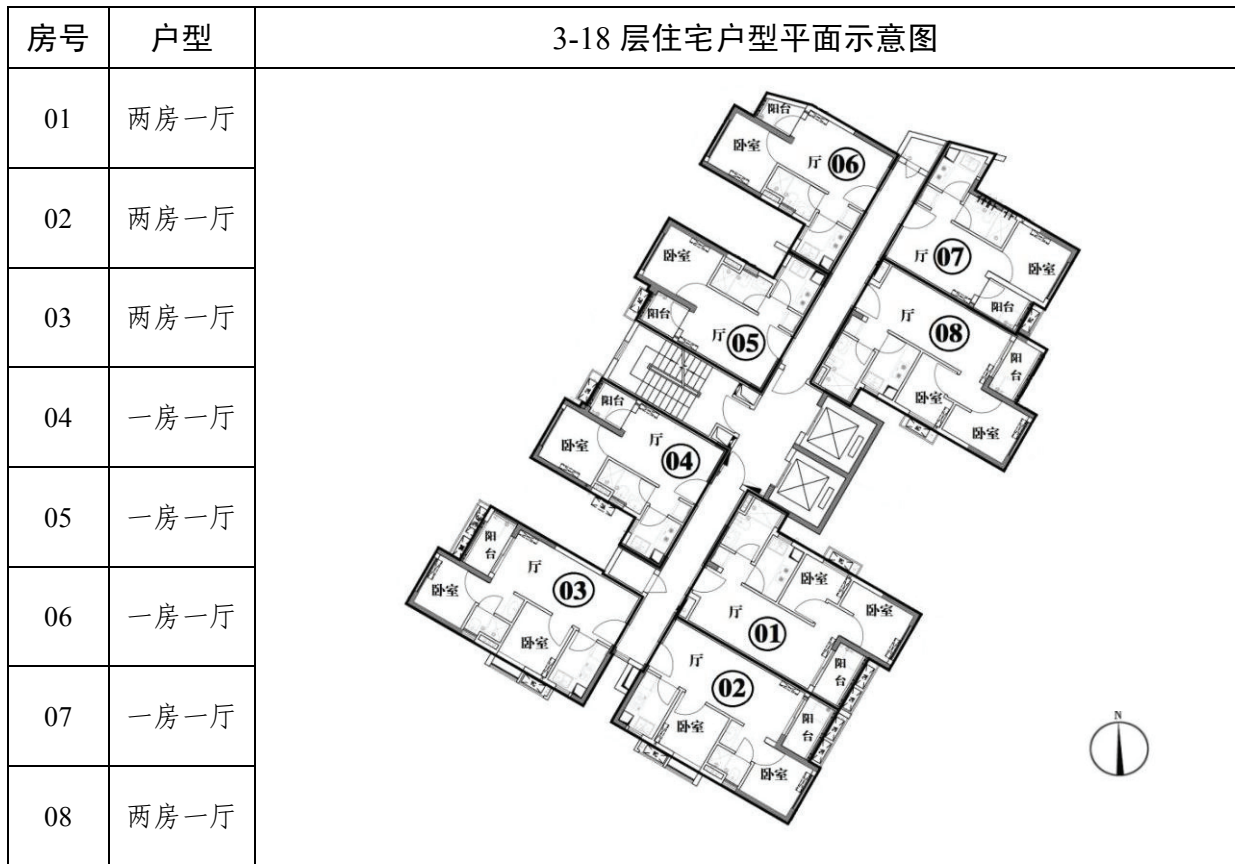 房号 户型 3-18 层住宅户型平面示意图
01 两房一厅
02 两房一厅
03 两房一厅
04 一房一厅
05 一房一厅
06 一房一厅
07 一房一厅
08 两房一厅
阳台
卧室
厅 06
卧室
厅 07
卧室
阳台
阳台
厅 05
厅 08
阳台
卧室
卧室
阳台
厅 04
卧室
阳台
厅 03
卧室
卧室
卧室
卧室
厅 01
阳台
厅 02
阳台
卧室
卧室
N